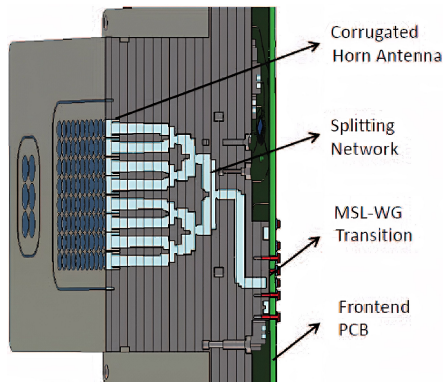 Corrugated
Horn Antenna
Splitting
Network
MSL-WG
Transition
Frontend
PCB